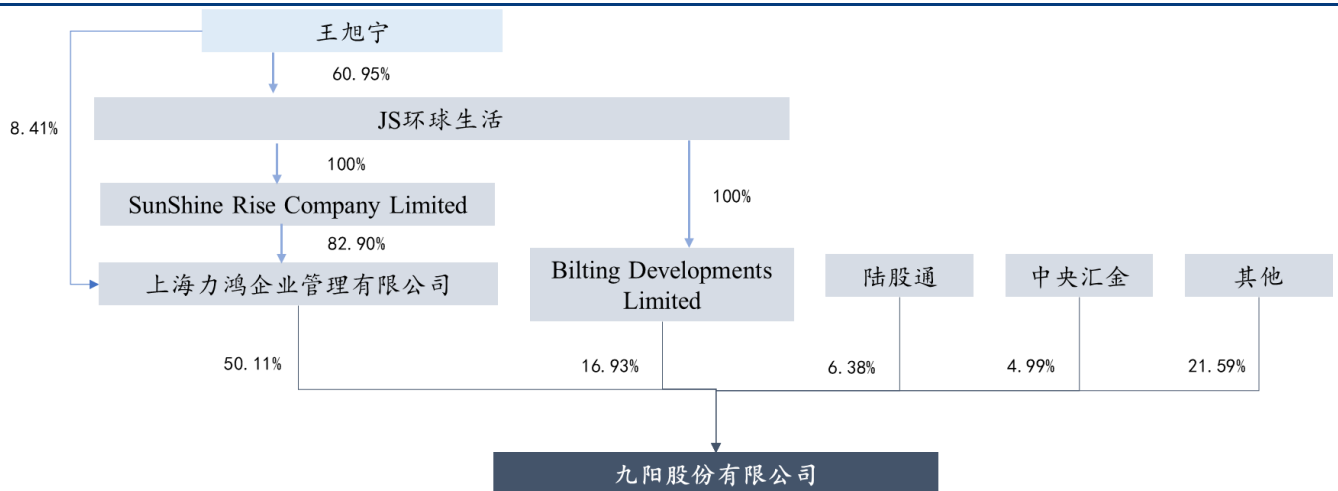 王旭宁
60.95%
8.41%
JS环球生活
100%
100%
SunShine Rise Company Limited
82.90%
上海力鸿企业管理有限公司
Bilting Developments
Limited
陆股通
中央汇金
其他
50.11%
16.93%
6.38%
4.99%
21.59%
九阳股份有限公司